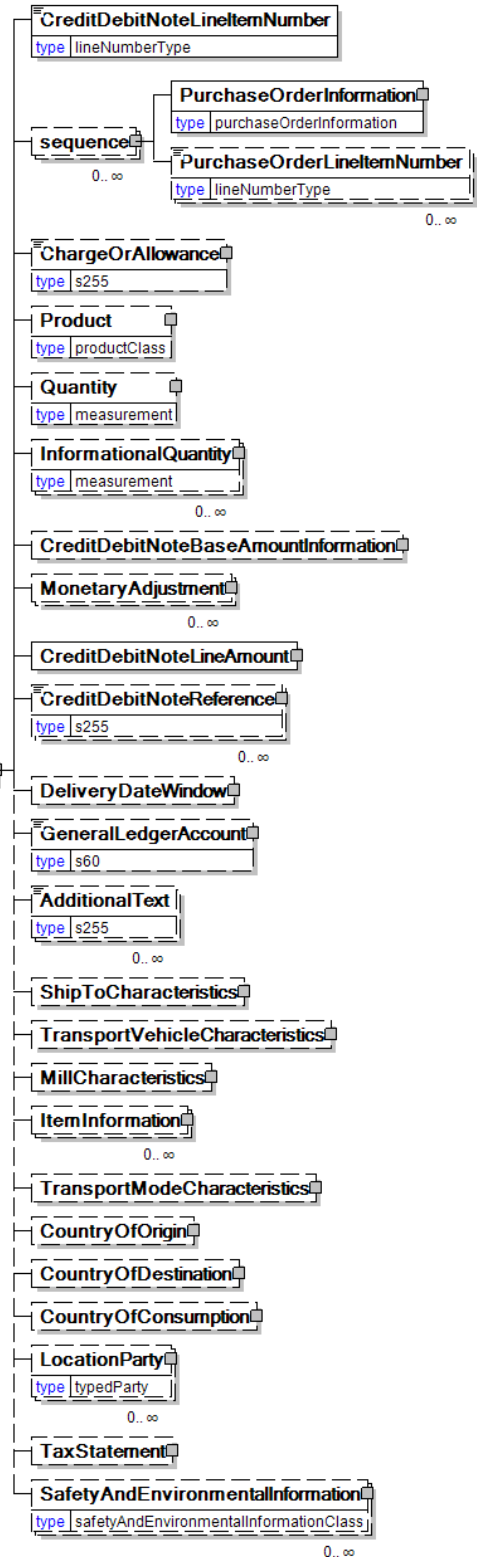 CreditDebitNoteLineItemNumber
type lineNumberType
PurchaseOrderInformation
type purchaseOrderInformation
sequence
0.. ∞
PurchaseOrderLineItemNumber
type lineNumberType
0.. ∞
ChargeOrAllowance
type s255
Product
type productClass
Quantity
type measurement
InformationalQuantity
type measurement
0.. ∞
CreditDebitNoteBaseAmountInformation
MonetaryAdjustment
0.. ∞
CreditDebitNoteLineAmount
CreditDebitNoteReference
type s255
0.. ∞
DeliveryDateWindow
GeneralLedgerAccount
type s60
AdditionalText
type s255
0.. ∞
ShipToCharacteristics
TransportVehicleCharacteristics
MillCharacteristics
ItemInformation
0.. ∞
TransportModeCharacteristics
CountryOfOrigin
CountryOfDestination
CountryOfConsumption
LocationParty
type typedParty
0.. ∞
TaxStatement
SafetyAndEnvironmentalInformation
type safetyAndEnvironmentalInformationClass
0.. ∞